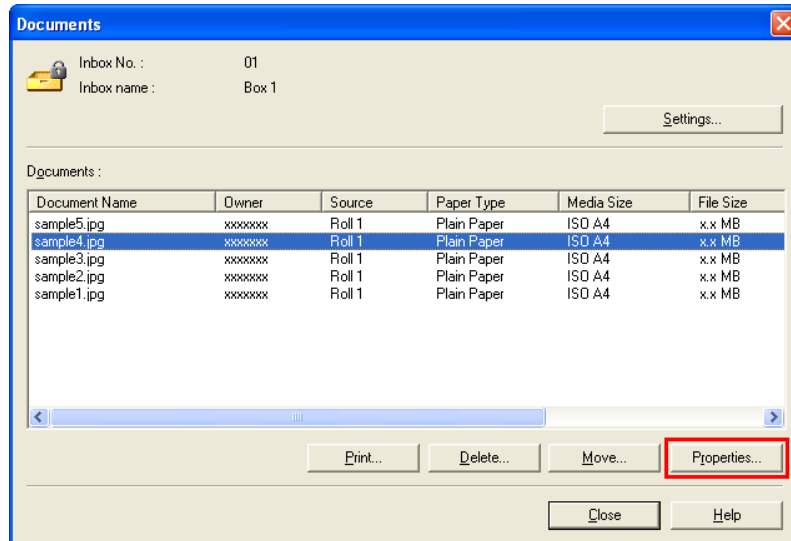 Documents
Inbox No. : 01
Inbox name : Box 1
Settings...
Documents :
Document Name Owner Source Paper Type Media Size File Size
sample5.jpg xxxxxxx Roll 1 Plain Paper ISO A4 x.x MB
sample4.jpg xxxxxxx Roll 1 Plain Paper ISO A4 x.x MB
sample3.jpg xxxxxxx Roll 1 Plain Paper ISO A4 x.x MB
sample2.jpg xxxxxxx Roll 1 Plain Paper ISO A4 x.x MB
sample1.jpg xxxxxxx Roll 1 Plain Paper ISO A4 x.x MB
Print... Delete... Move... Properties...
Close Help